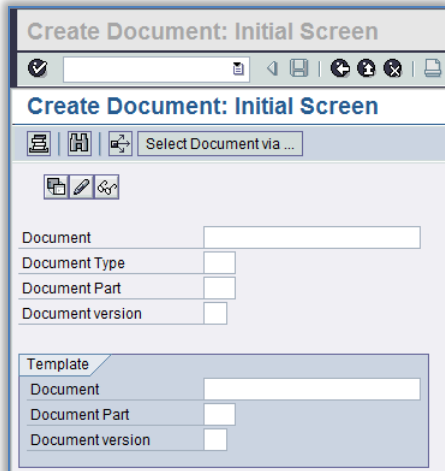 Create Document: Initial Screen
Create Document: Initial Screen
Select Document via ...
Document
Document Type
Document Part
Document version
Template
Document
Document Part
Document version